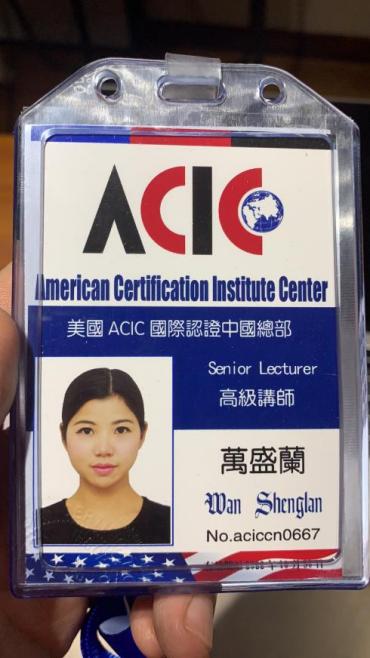 ACIC
American Certification Institute Center
美國 ACIC 國際認證中國總部
Senior Lecturer
高級講師
萬盛蘭
Wan Shenglan
No.aciccn0667